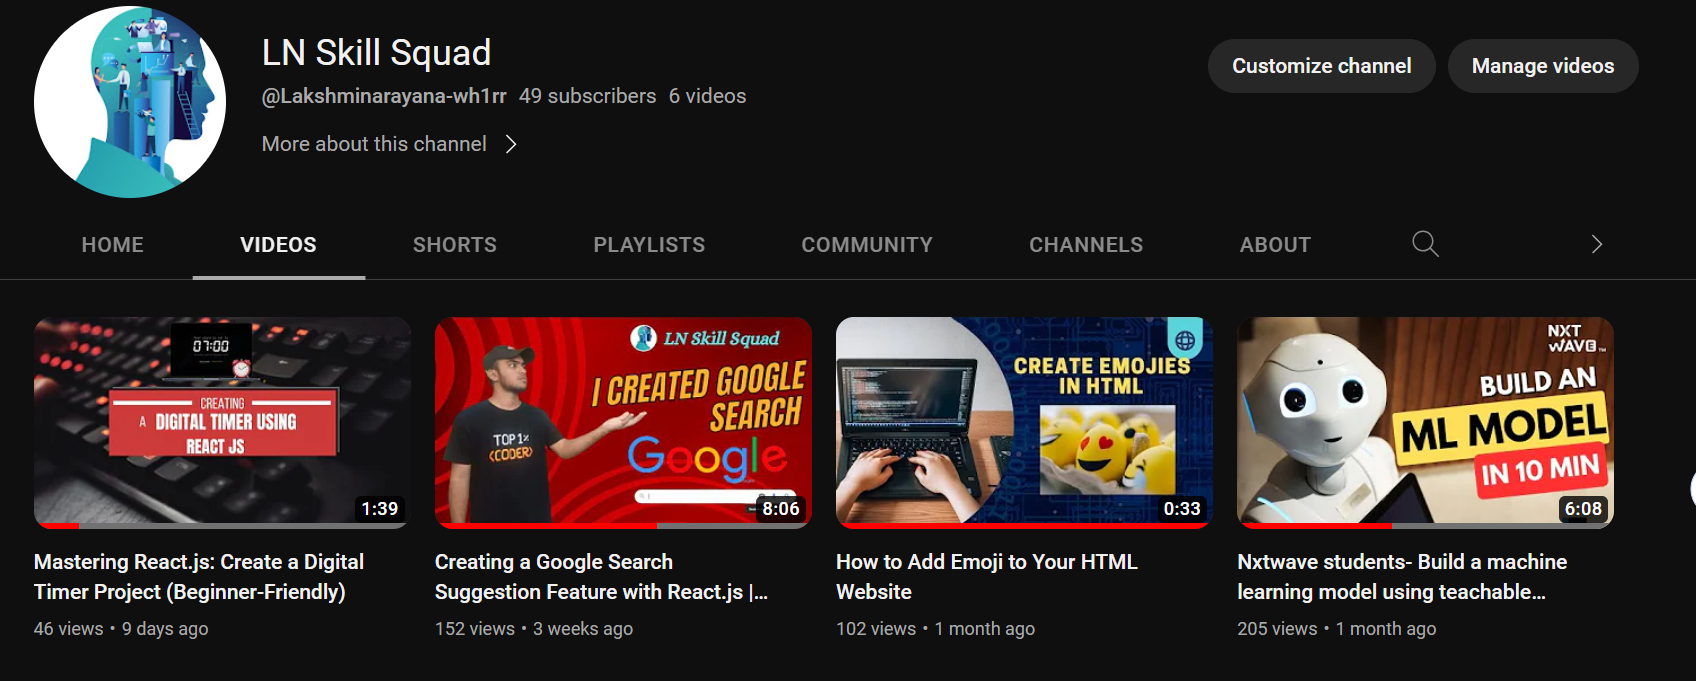 LN Skill Squad
@Lakshminarayana-wh1rr 49 subscribers 6 videos
More about this channel
Customize channel
Manage videos
HOME
VIDEOS
SHORTS
PLAYLISTS
COMMUNITY
CHANNELS
ABOUT
07:00
CREATING
A DIGITAL TIMER USING
REACT JS
1:39
Mastering React.js: Create a Digital
Timer Project (Beginner-Friendly)
46 views • 9 days ago
LN Skill Squad
I CREATED GOOGLE
SEARCH
TOP 1%
<CODER>
Google
8:06
Creating a Google Search
Suggestion Feature with React.js |...
152 views • 3 weeks ago
CREATE EMOJIES
IN HTML
0:33
How to Add Emoji to Your HTML
Website
102 views • 1 month ago
NXT
WAVE
BUILD AN
ML MODEL
IN 10 MIN
6:08
Nxtwave students- Build a machine
learning model using teachable...
205 views • 1 month ago